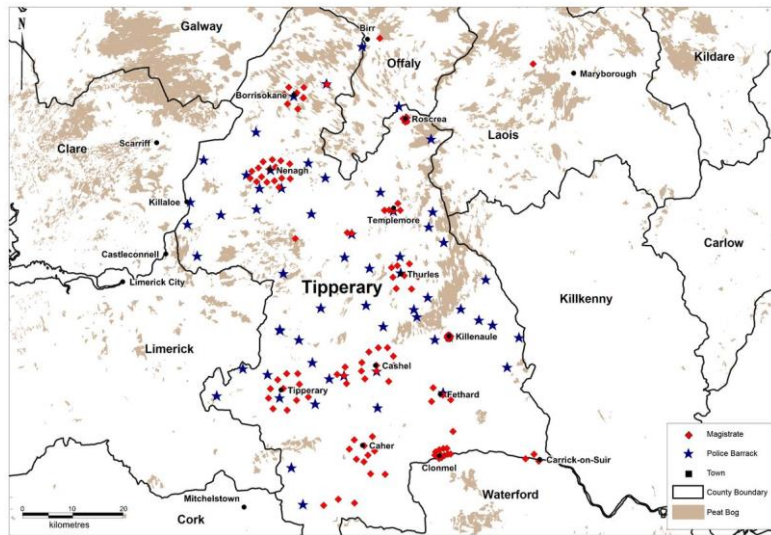 Galway
Birr
N
Offaly
Kildare
Maryborough
Borrisokane
Roscrea
Laois
Clare
Scarriff
Nenagh
Killaloe
Templemore
Castleconnell
Carlow
Thurles
Limerick City
Tipperary
Killkenny
Limerick
Killenaule
Cashel
Tipperary
Fethard
Caher
Clonmel
Carrick-on-Suir
Mitchelstown
Waterford
Cork
0 10 20
kilometres
Magistrate
Police Barrack
Town
County Boundary
Peat Bog